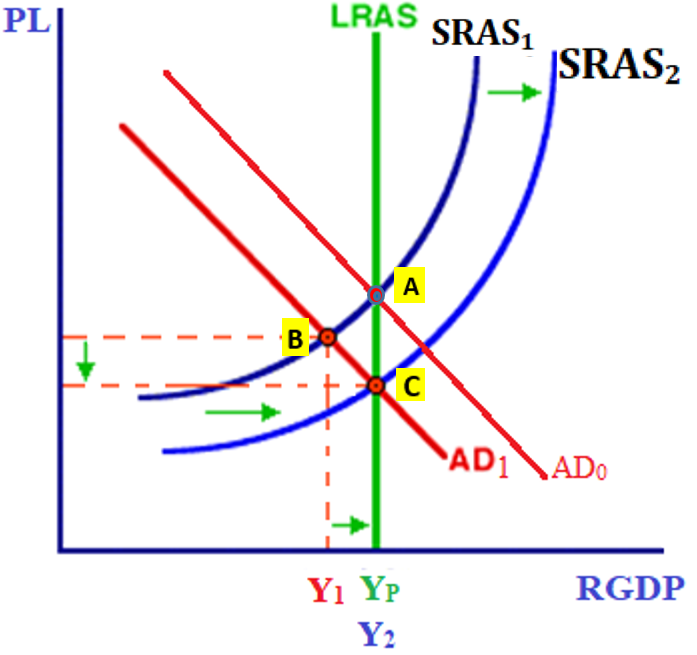 PL
LRAS
SRAS₁
SRAS₂
A
B
C
AD₁
AD₀
Y₁
Yₚ
RGDP
Y₂